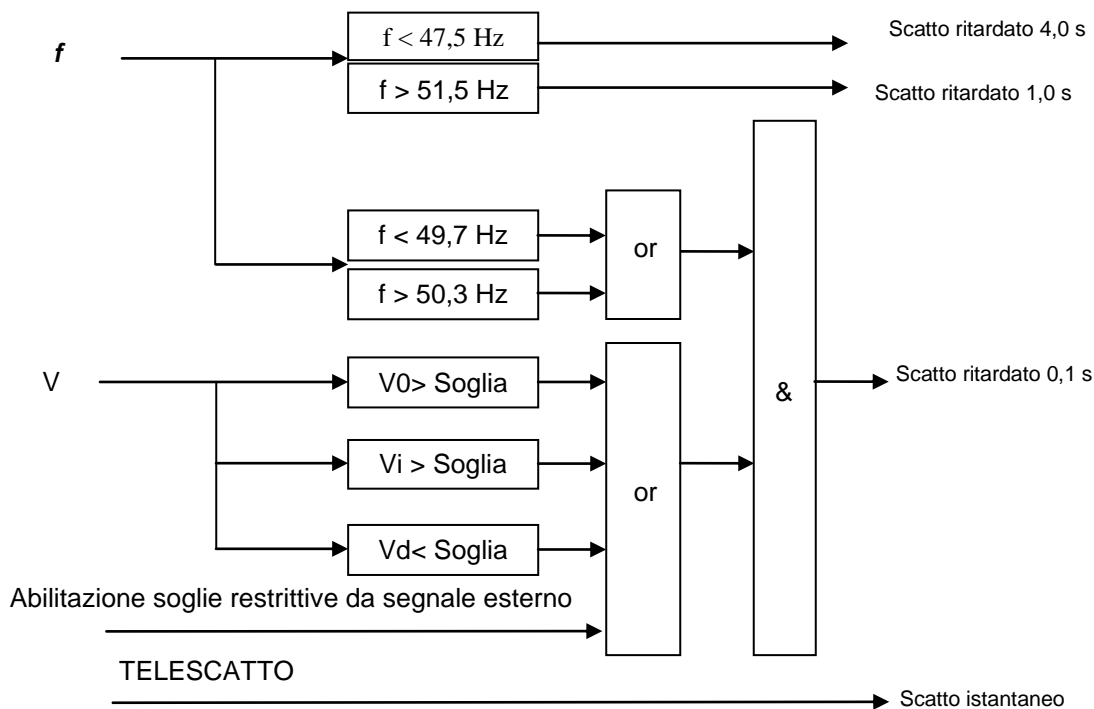 f
f < 47,5 Hz
Scatto ritardato 4,0 s
f > 51,5 Hz
Scatto ritardato 1,0 s
f < 49,7 Hz
or
f > 50,3 Hz
V
V0> Soglia
&
Scatto ritardato 0,1 s
Vi > Soglia
or
Vd< Soglia
Abilitazione soglie restrittive da segnale esterno
TELESCATTO
Scatto istantaneo